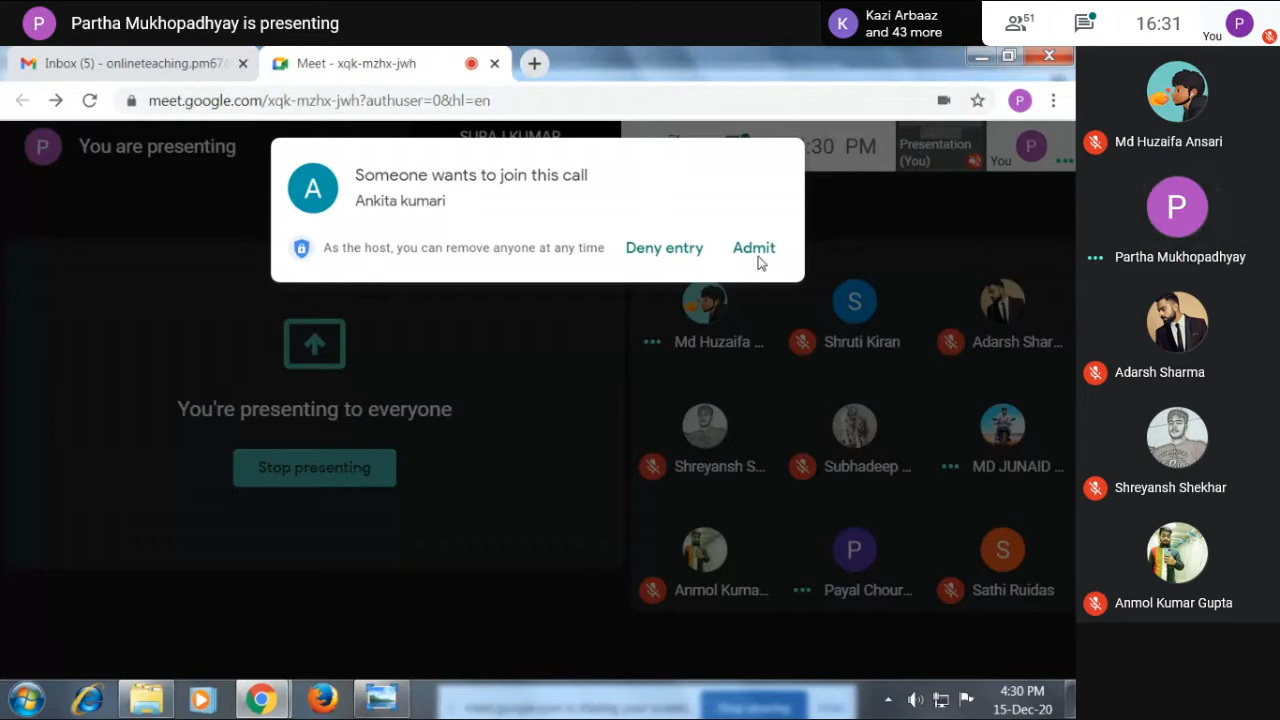 P Partha Mukhopadhyay is presenting
K Kazi Arbaaz
and 43 more
51
16:31
You
P
Inbox (5) - onlineteaching.pm676
Meet - xqk-mzhx-jwh
meet.google.com/xqk-mzhx-jwh?authuser=0&hl=en
P
P You are presenting
SURAJ KUMAR
:30 PM
Presentation
(You)
You
P
Someone wants to join this call
A
Ankita kumari
As the host, you can remove anyone at any time
Deny entry
Admit
You're presenting to everyone
Stop presenting
Md Huzaifa ...
S
Shruti Kiran
Adarsh Shar...
Shreyansh S...
Subhadeep ...
MD JUNAID ...
Anmol Kuma...
P
Payal Chour...
S
Sathi Ruidas
Md Huzaifa Ansari
P
Partha Mukhopadhyay
Adarsh Sharma
Shreyansh Shekhar
Anmol Kumar Gupta
4:30 PM
15-Dec-20